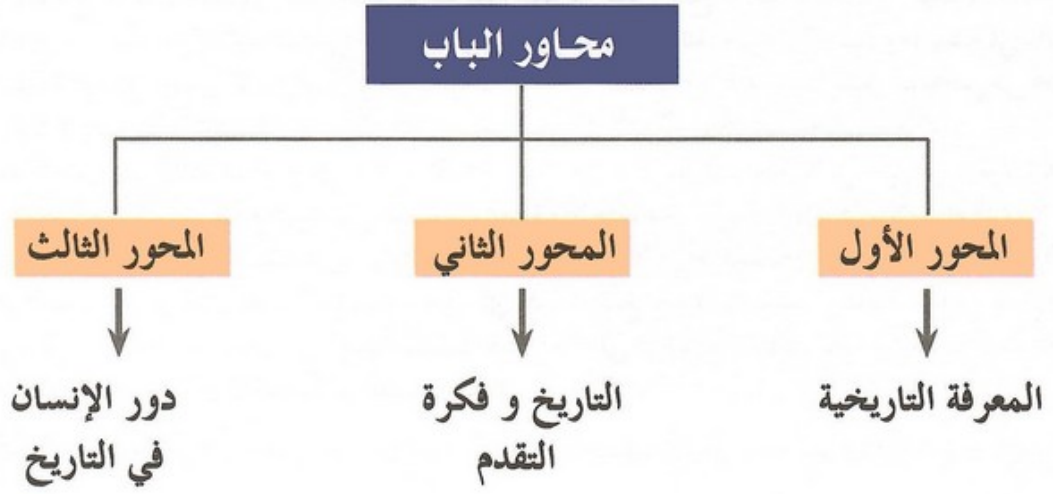 محاور الباب
المحور الأول
المحور الثاني
المحور الثالث
المعرفة التاريخية
التاريخ و فكرة
التقدم
دور الإنسان
في التاريخ